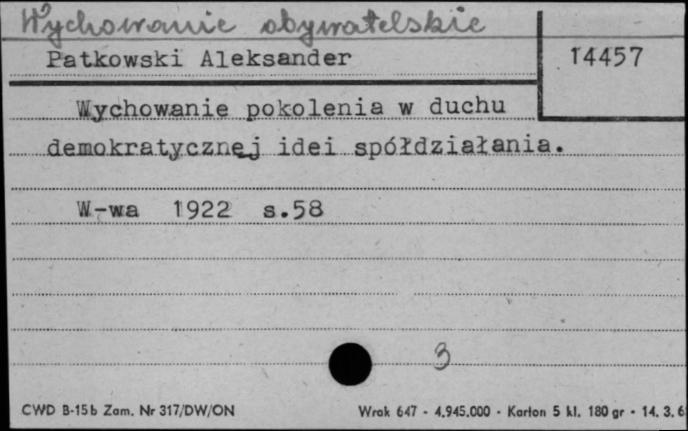 Wychowanie obywatelskie
Patkowski Aleksander
14457
Wychowanie pokolenia w duchu
demokratycznej idei spółdziałania.
W-wa 1922 s.58
3
CWD B-15b Zam. Nr 317/DW/ON
Wrak 647 - 4.945.000 - Karton 5 kl. 180 gr - 14. 3. 6